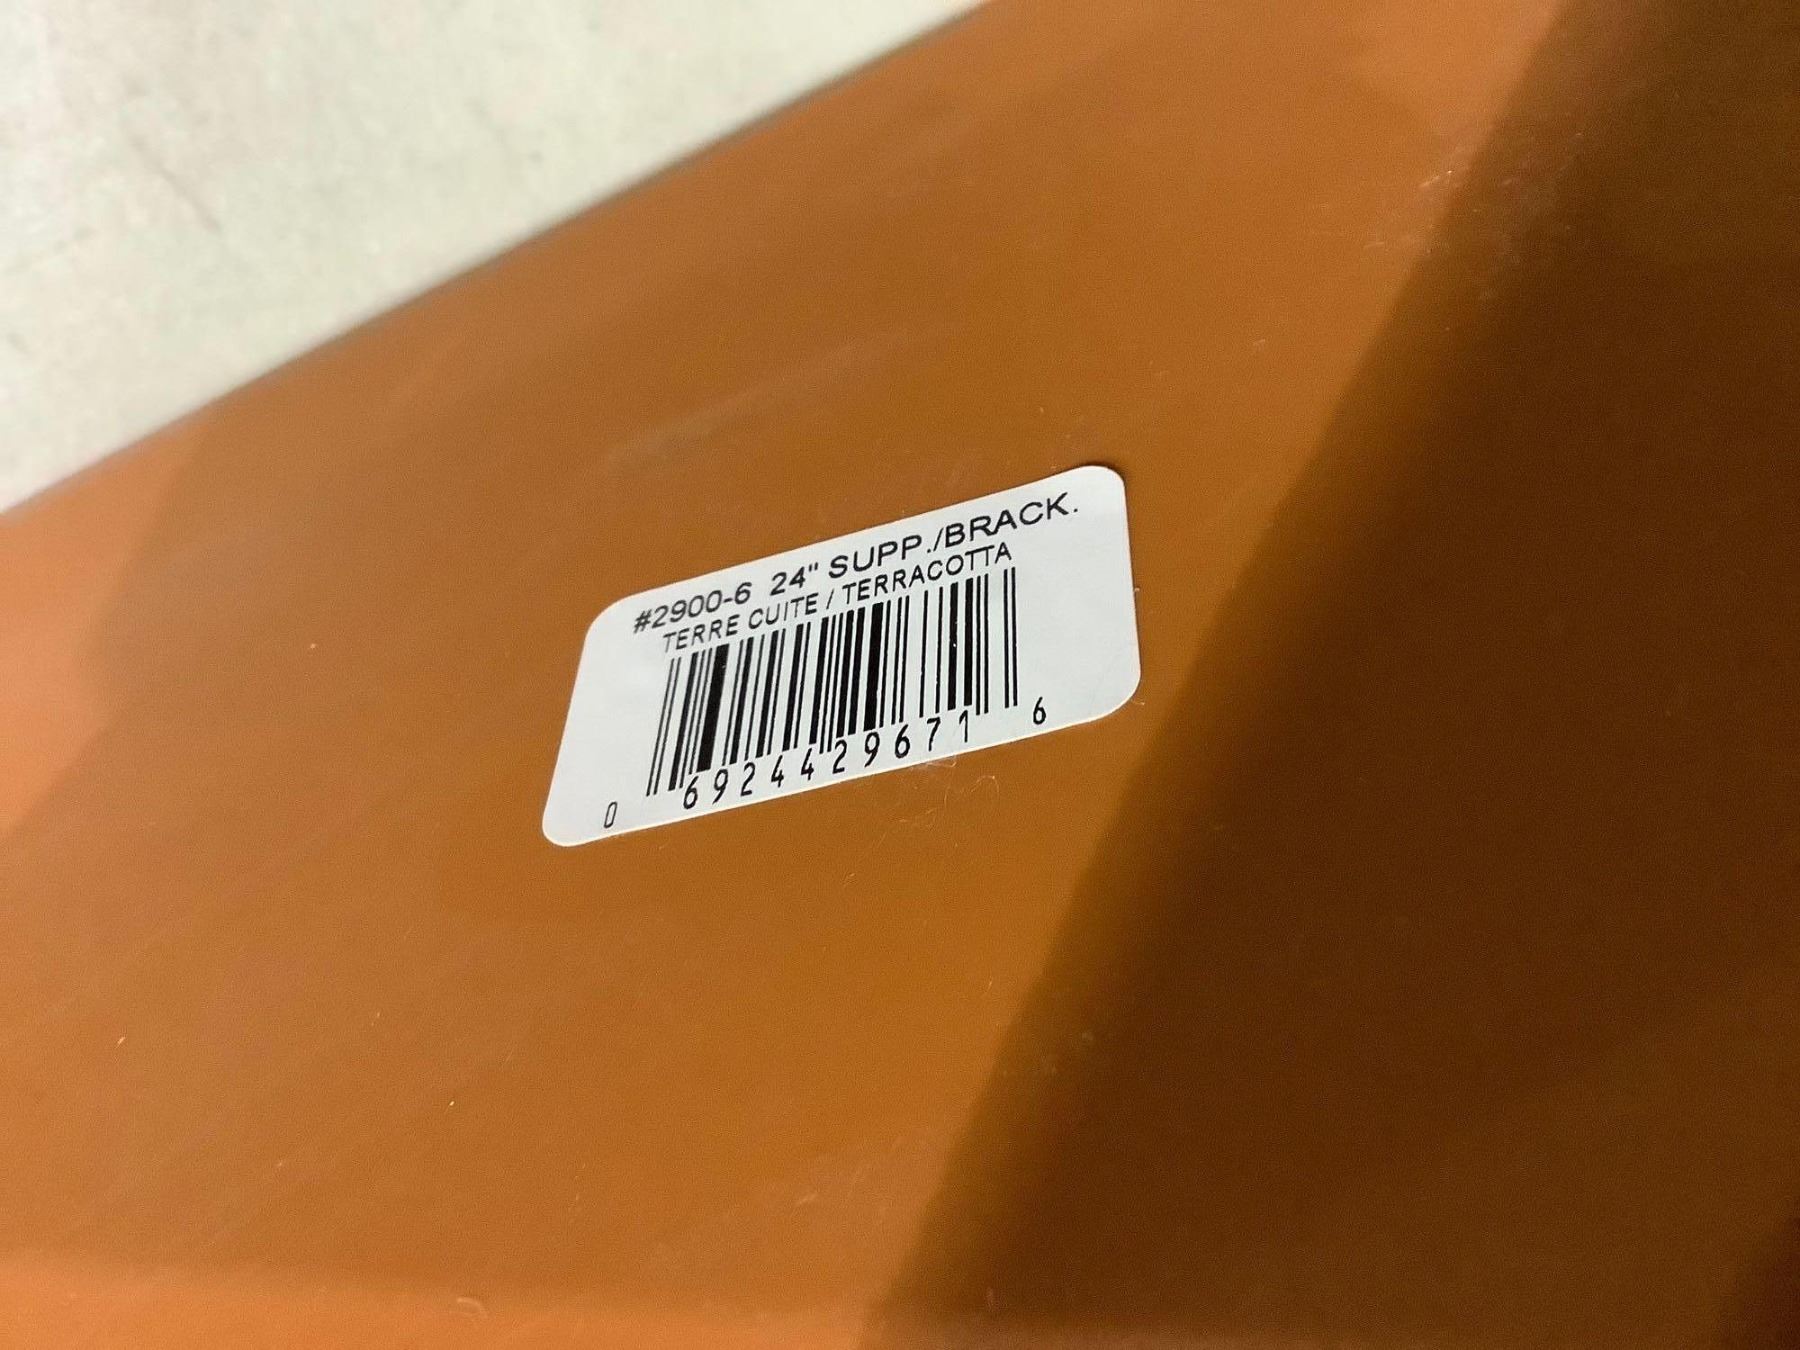 #2900-6 24" SUPP./BRACK.
TERRE CUITE / TERRACOTTA
0 69244 29671 6